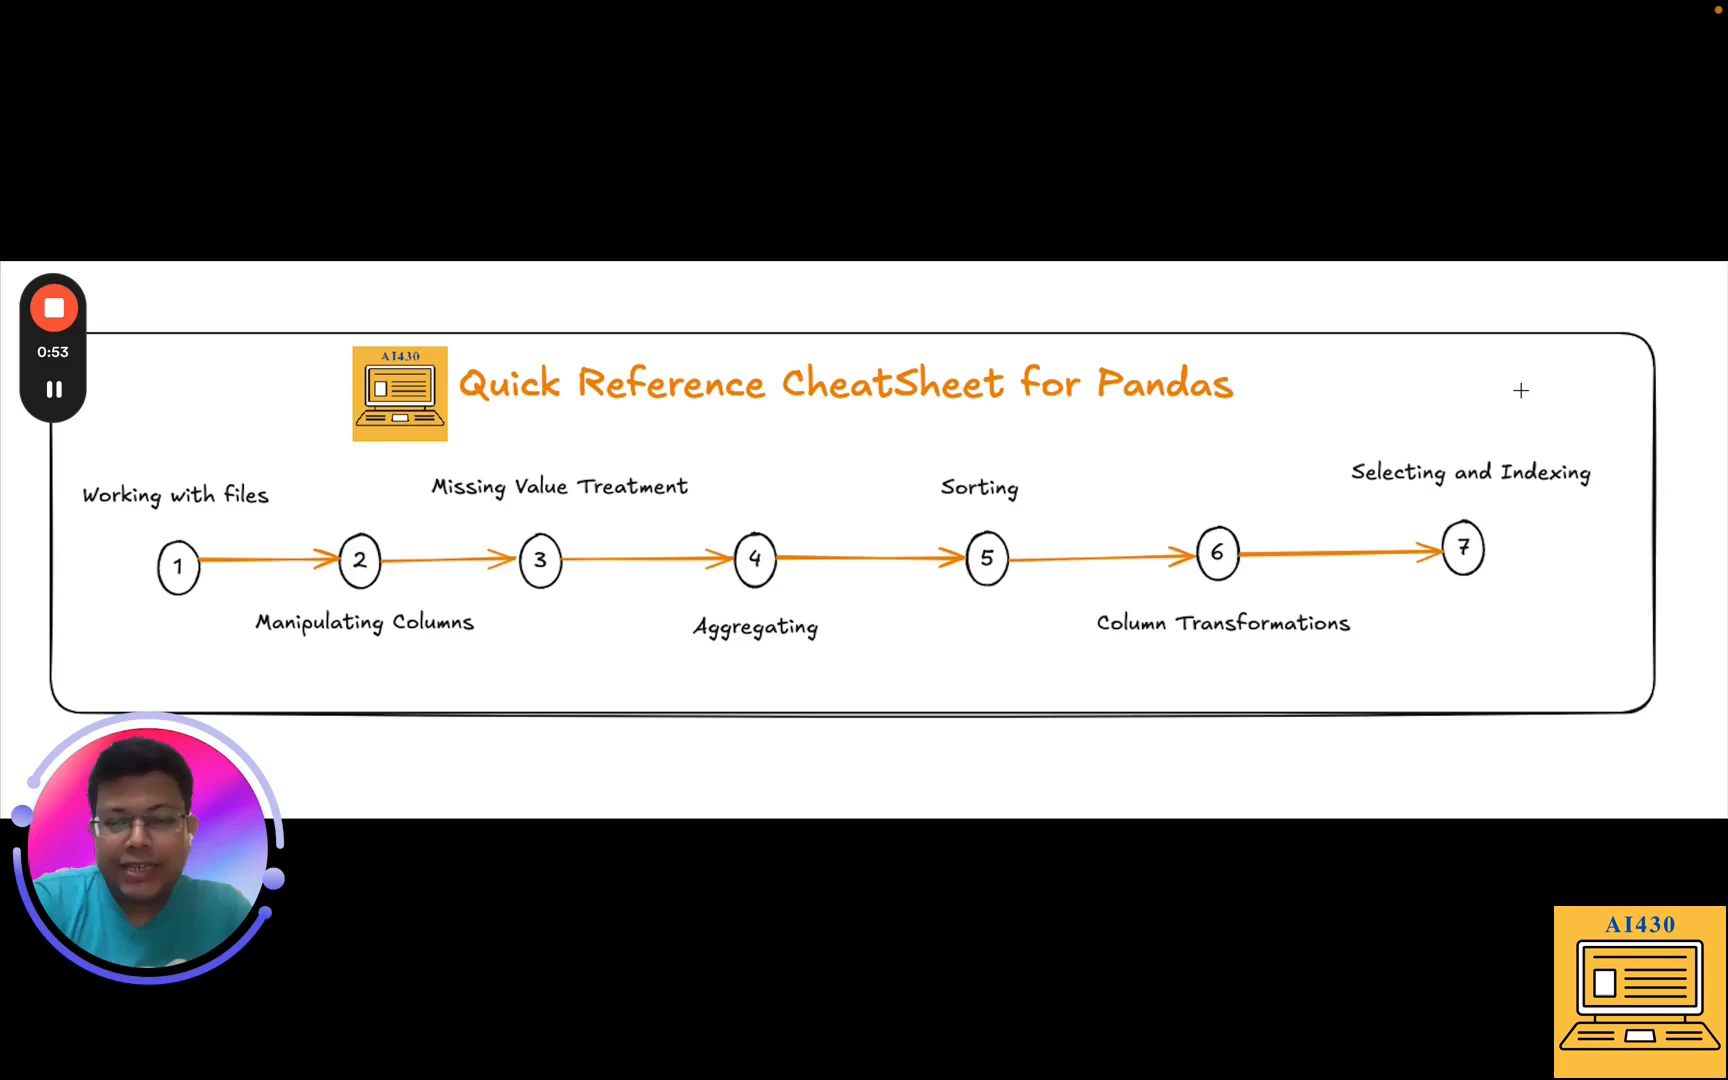 0:53
AI430
Quick Reference CheatSheet for Pandas
Working with files
Missing Value Treatment
Sorting
Selecting and Indexing
1
2
3
4
5
6
7
Manipulating Columns
Aggregating
Column Transformations
AI430